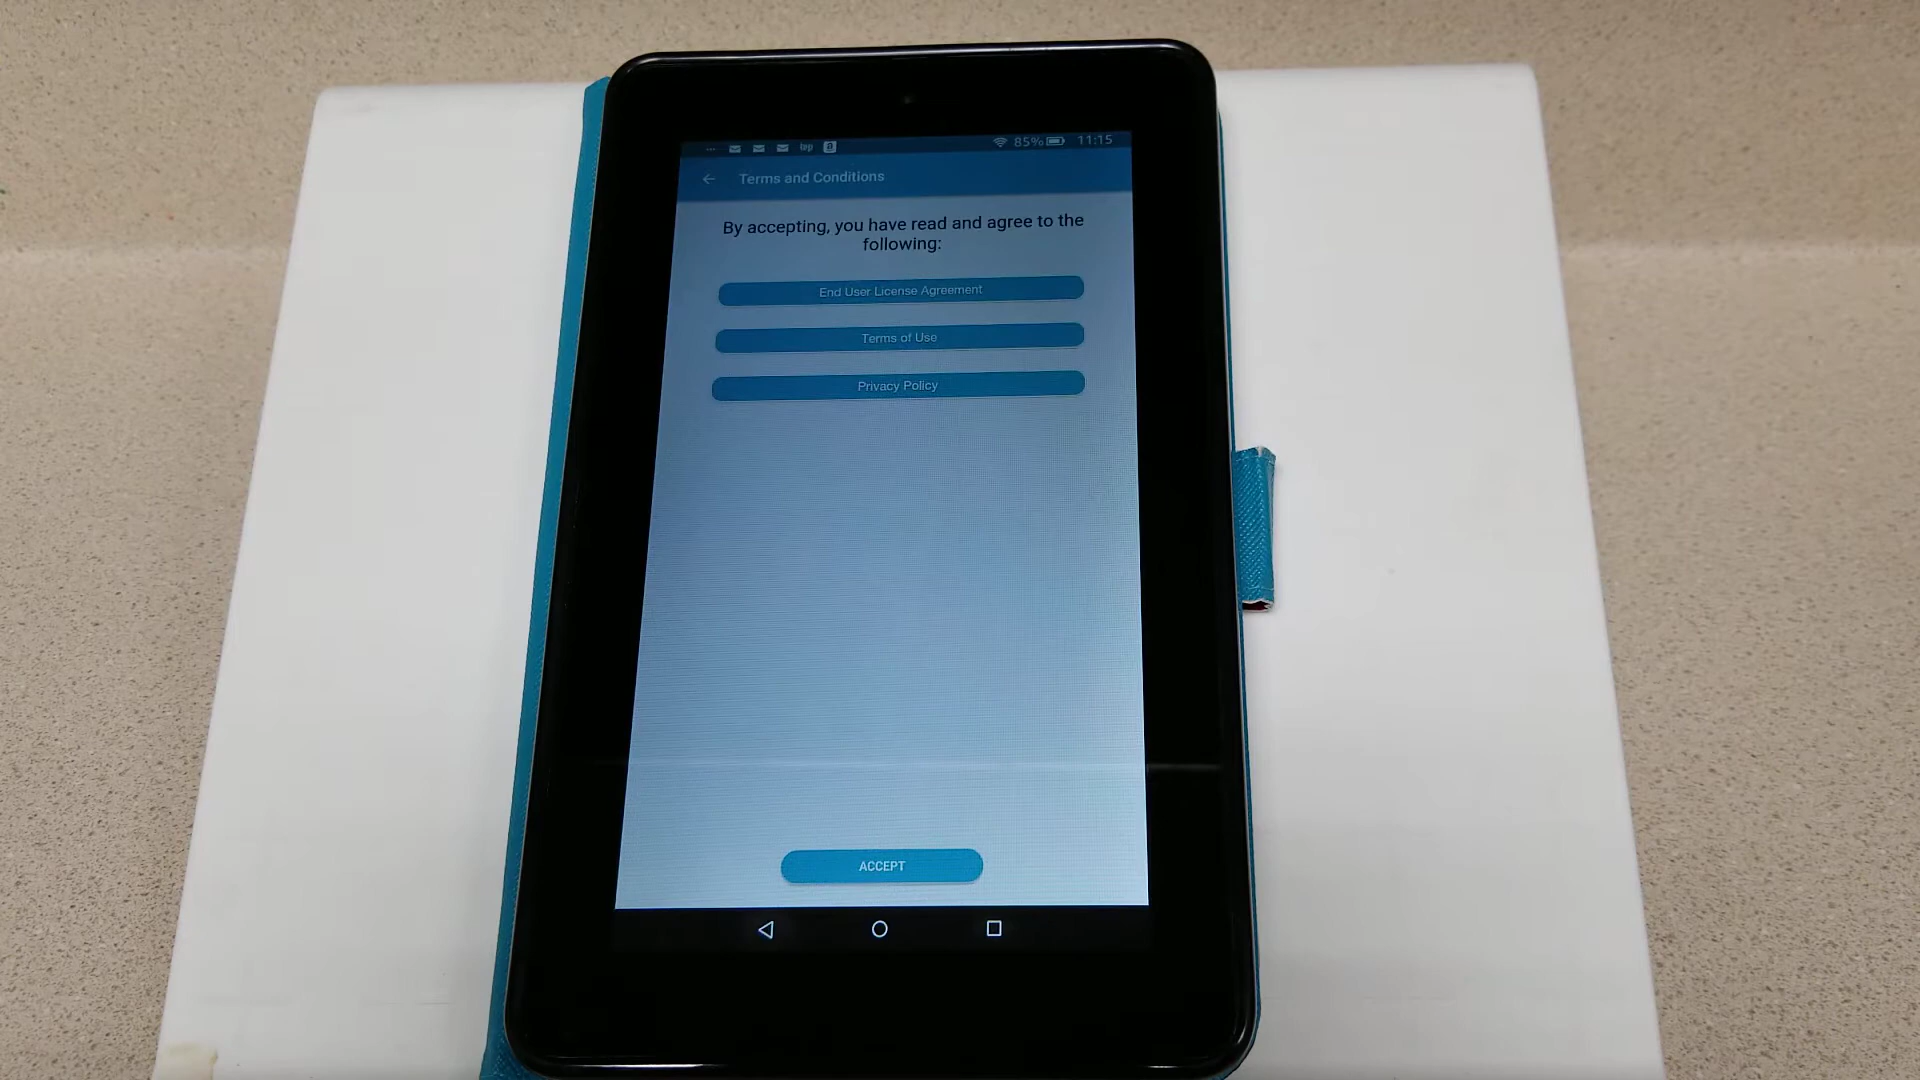 85% 11:15
Terms and Conditions
By accepting, you have read and agree to the
following:
End User License Agreement
Terms of Use
Privacy Policy
ACCEPT